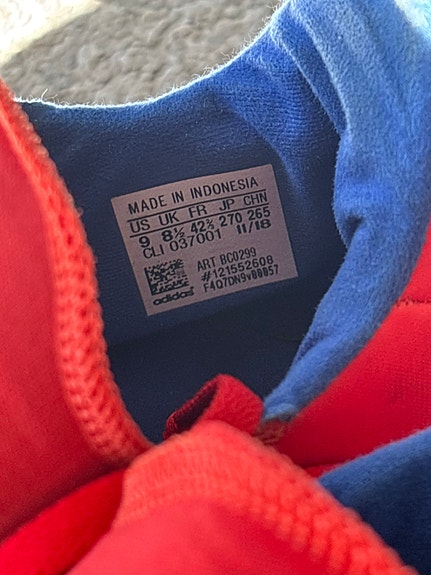 MADE IN INDONESIA
US UK FR JP CHN
9 8½ 42⅔ 270 265
CLI 037001 11/18
ART BC0299
#121552608
F4Q7DN9v00057
adidas